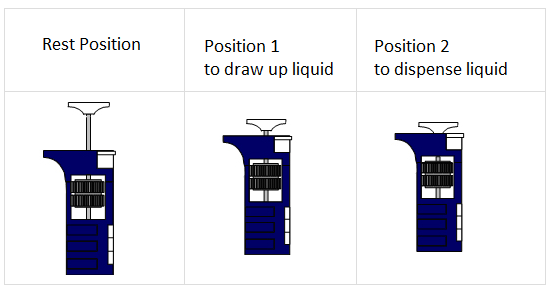 Rest Position
Position 1
to draw up liquid
Position 2
to dispense liquid